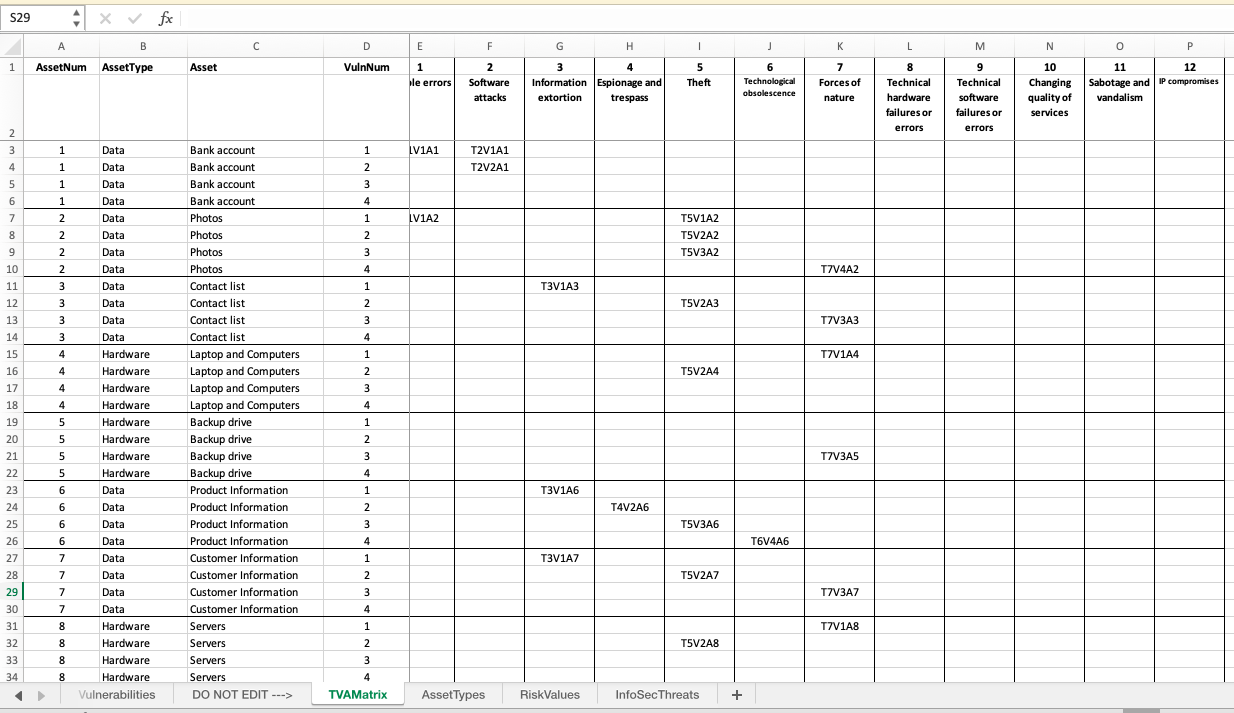 S29 fx
A B C D E F G H I J K L M N O P
1 AssetNum AssetType Asset VulnNum 1 2 3 4 5 6 7 8 9 10 11 12
2 ole errors Software attacks Information extortion Espionage and trespass Theft Technological obsolescence Forces of nature Technical hardware failures or errors Technical software failures or errors Changing quality of services Sabotage and vandalism IP compromises
3 1 Data Bank account 1 LV1A1 T2V1A1
4 1 Data Bank account 2 T2V2A1
5 1 Data Bank account 3
6 1 Data Bank account 4
7 2 Data Photos 1 LV1A2 T5V1A2
8 2 Data Photos 2 T5V2A2
9 2 Data Photos 3 T5V3A2
10 2 Data Photos 4 T7V4A2
11 3 Data Contact list 1 T3V1A3
12 3 Data Contact list 2 T5V2A3
13 3 Data Contact list 3 T7V3A3
14 3 Data Contact list 4
15 4 Hardware Laptop and Computers 1 T7V1A4
16 4 Hardware Laptop and Computers 2 T5V2A4
17 4 Hardware Laptop and Computers 3
18 4 Hardware Laptop and Computers 4
19 5 Hardware Backup drive 1
20 5 Hardware Backup drive 2
21 5 Hardware Backup drive 3 T7V3A5
22 5 Hardware Backup drive 4
23 6 Data Product Information 1 T3V1A6
24 6 Data Product Information 2 T4V2A6
25 6 Data Product Information 3 T5V3A6
26 6 Data Product Information 4 T6V4A6
27 7 Data Customer Information 1 T3V1A7
28 7 Data Customer Information 2 T5V2A7
29 7 Data Customer Information 3 T7V3A7
30 7 Data Customer Information 4
31 8 Hardware Servers 1 T7V1A8
32 8 Hardware Servers 2 T5V2A8
33 8 Hardware Servers 3
34 8 Hardware Servers 4
Vulnerabilities DO NOT EDIT ---> TVAMatrix AssetTypes RiskValues InfoSecThreats +